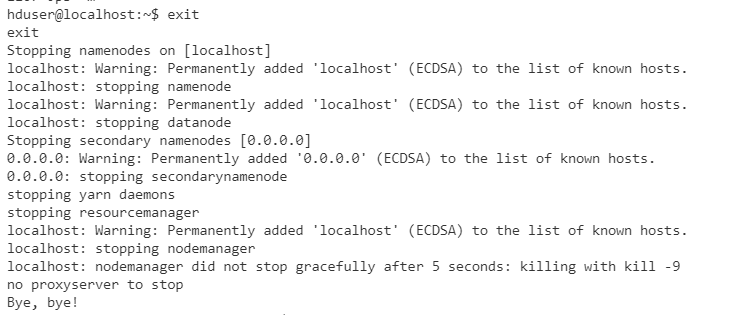 hduser@localhost:~$ exit
exit
Stopping namenodes on [localhost]
localhost: Warning: Permanently added 'localhost' (ECDSA) to the list of known hosts.
localhost: stopping namenode
localhost: Warning: Permanently added 'localhost' (ECDSA) to the list of known hosts.
localhost: stopping datanode
Stopping secondary namenodes [0.0.0.0]
0.0.0.0: Warning: Permanently added '0.0.0.0' (ECDSA) to the list of known hosts.
0.0.0.0: stopping secondarynamenode
stopping yarn daemons
stopping resourcemanager
localhost: Warning: Permanently added 'localhost' (ECDSA) to the list of known hosts.
localhost: stopping nodemanager
localhost: nodemanager did not stop gracefully after 5 seconds: killing with kill -9
no proxyserver to stop
Bye, bye!